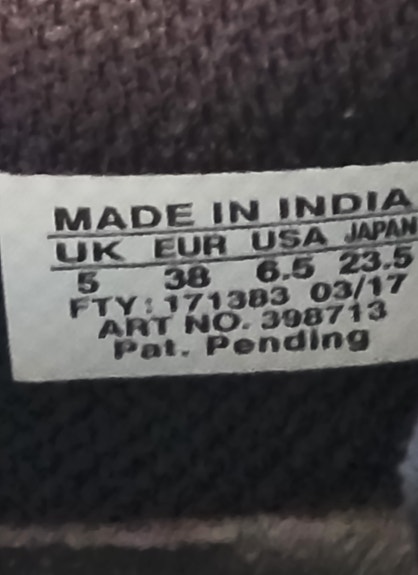 MADE IN INDIA
UK EUR USA JAPAN
5 38 6.5 23.5
FTY: 171383 03/17
ART NO. 398713
Pat. Pending